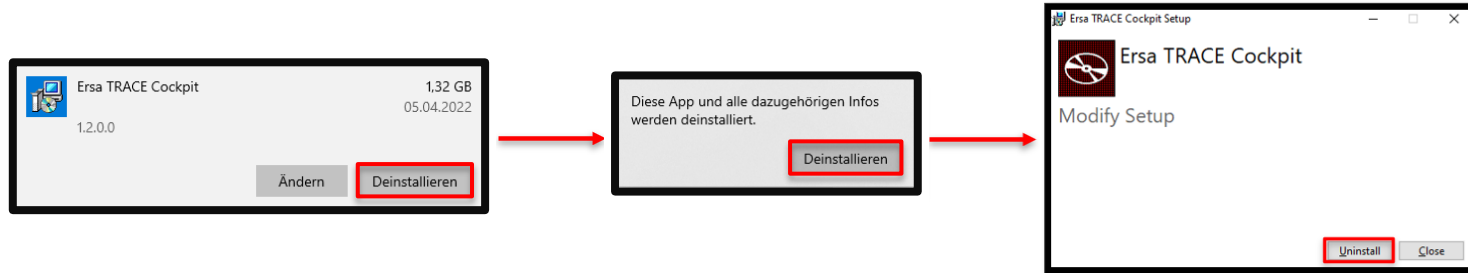 Ersa TRACE Cockpit
1,32 GB
05.04.2022
1.2.0.0
Ändern
Deinstallieren
Diese App und alle dazugehörigen Infos
werden deinstalliert.
Deinstallieren
Ersa TRACE Cockpit Setup
Ersa TRACE Cockpit
Modify Setup
Uninstall
Close